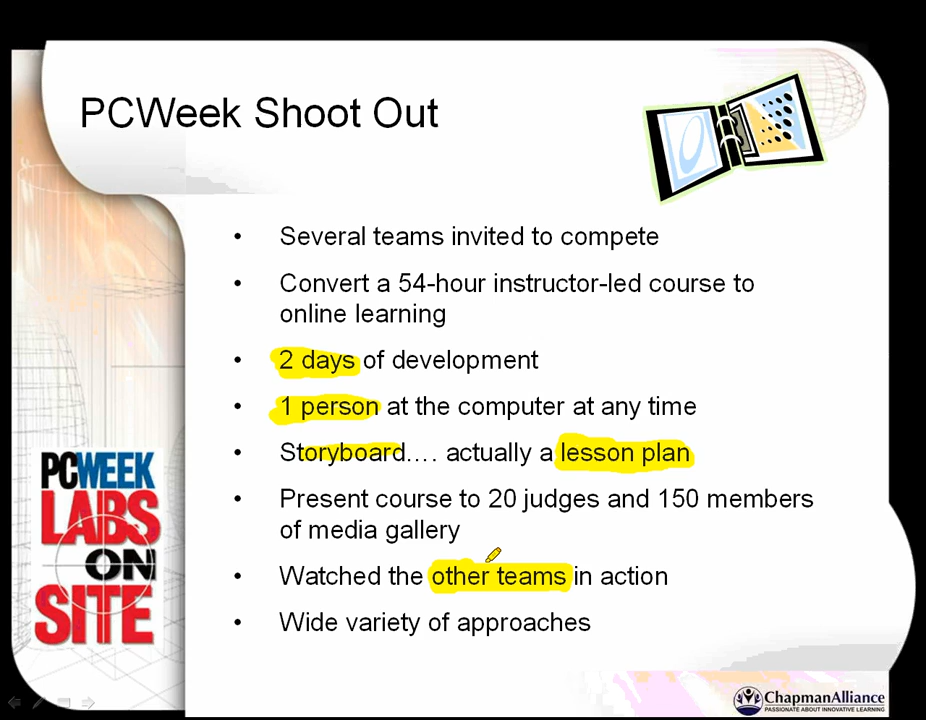 PCWeek Shoot Out
• Several teams invited to compete
• Convert a 54-hour instructor-led course to
online learning
• 2 days of development
• 1 person at the computer at any time
• Storyboard.... actually a lesson plan
• Present course to 20 judges and 150 members
of media gallery
• Watched the other teams in action
• Wide variety of approaches
PCWEEK
LABS
ON
SITE
ChapmanAlliance
PASSIONATE ABOUT INNOVATIVE LEARNING